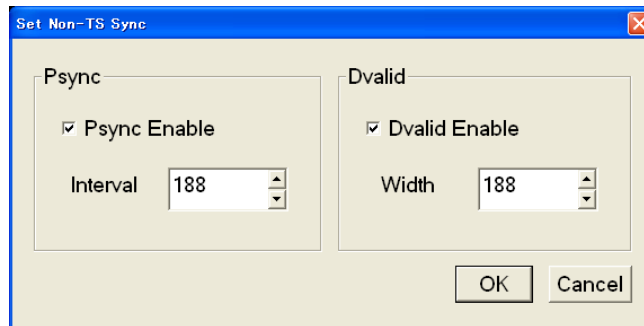 Set Non-TS Sync
Psync
Psync Enable
Interval 188
Dvalid
Dvalid Enable
Width 188
OK Cancel